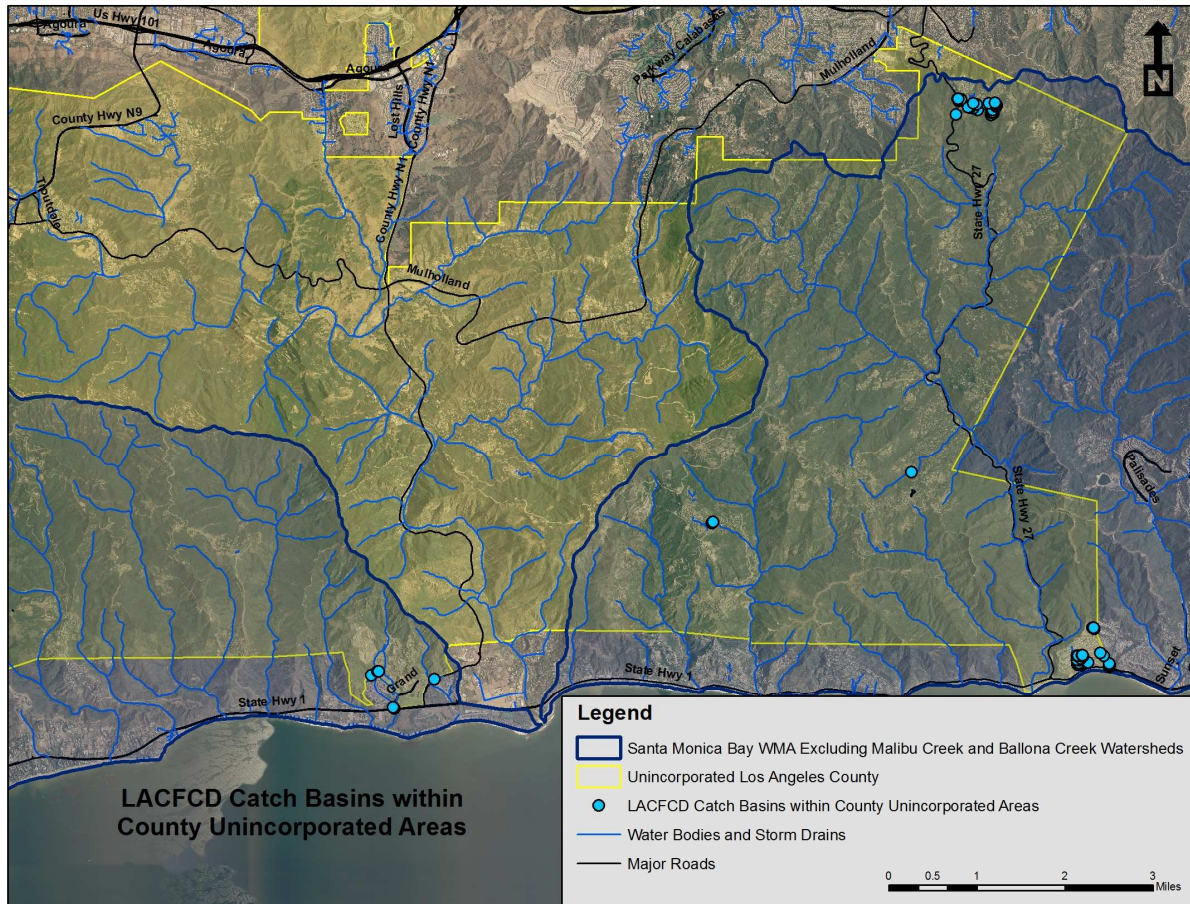 Us Hwy 101
Agoura
Agoura
Agoura
Parkway Calabasas
Mulholland
N
County Hwy N9
Lost Hills
County Hwy N1
Troutdale
County Hwy N1
State Hwy 27
Mulholland
Palisades
State Hwy 27
Grand
State Hwy 1
State Hwy 1
Sunset
LACFCD Catch Basins within
County Unincorporated Areas
Legend
Santa Monica Bay WMA Excluding Malibu Creek and Ballona Creek Watersheds
Unincorporated Los Angeles County
LACFCD Catch Basins within County Unincorporated Areas
Water Bodies and Storm Drains
Major Roads
0 0.5 1 2 3
Miles